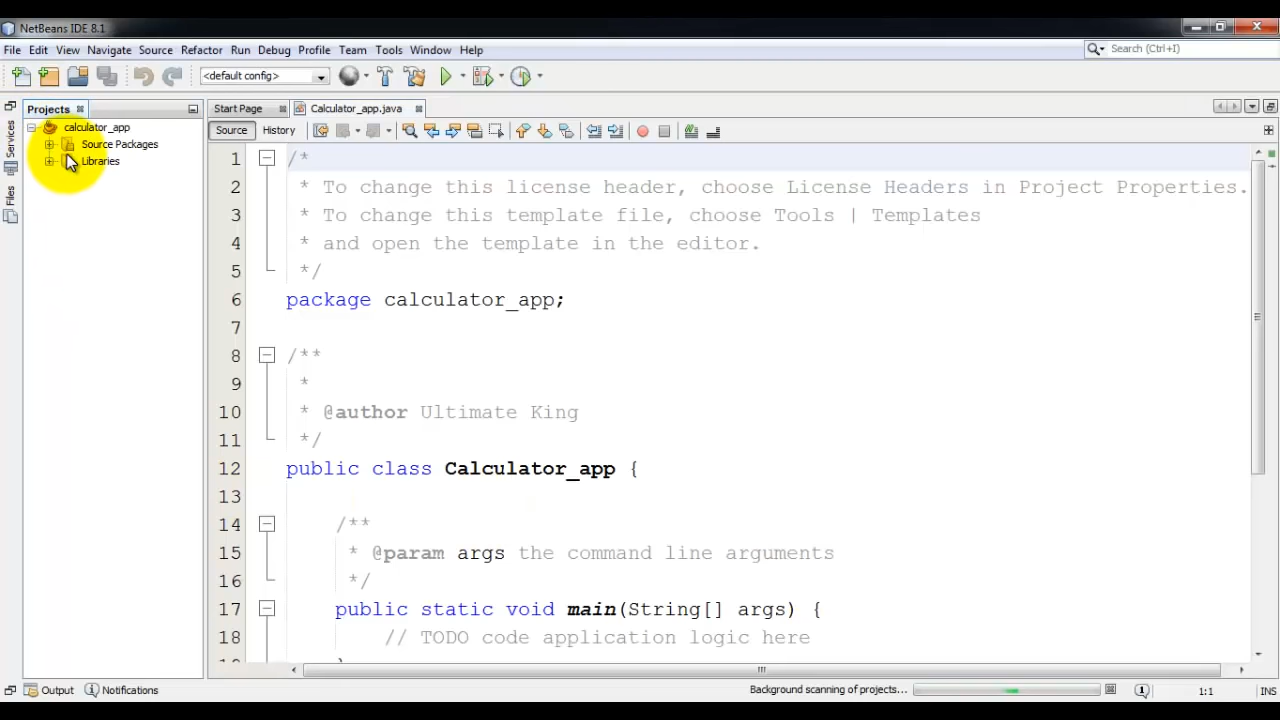 NetBeans IDE 8.1
File Edit View Navigate Source Refactor Run Debug Profile Team Tools Window Help
Search (Ctrl+I)
<default config>
Projects
Start Page
Calculator_app.java
Services
Files
calculator_app
Source Packages
Libraries
Source
History
1 /*
2 * To change this license header, choose License Headers in Project Properties.
3 * To change this template file, choose Tools | Templates
4 * and open the template in the editor.
5 */
6 package calculator_app;
7
8 /**
9 *
10 * @author Ultimate King
11 */
12 public class Calculator_app {
13
14 /**
15 * @param args the command line arguments
16 */
17 public static void main(String[] args) {
18 // TODO code application logic here
Output
Notifications
Background scanning of projects...
1
1:1
INS